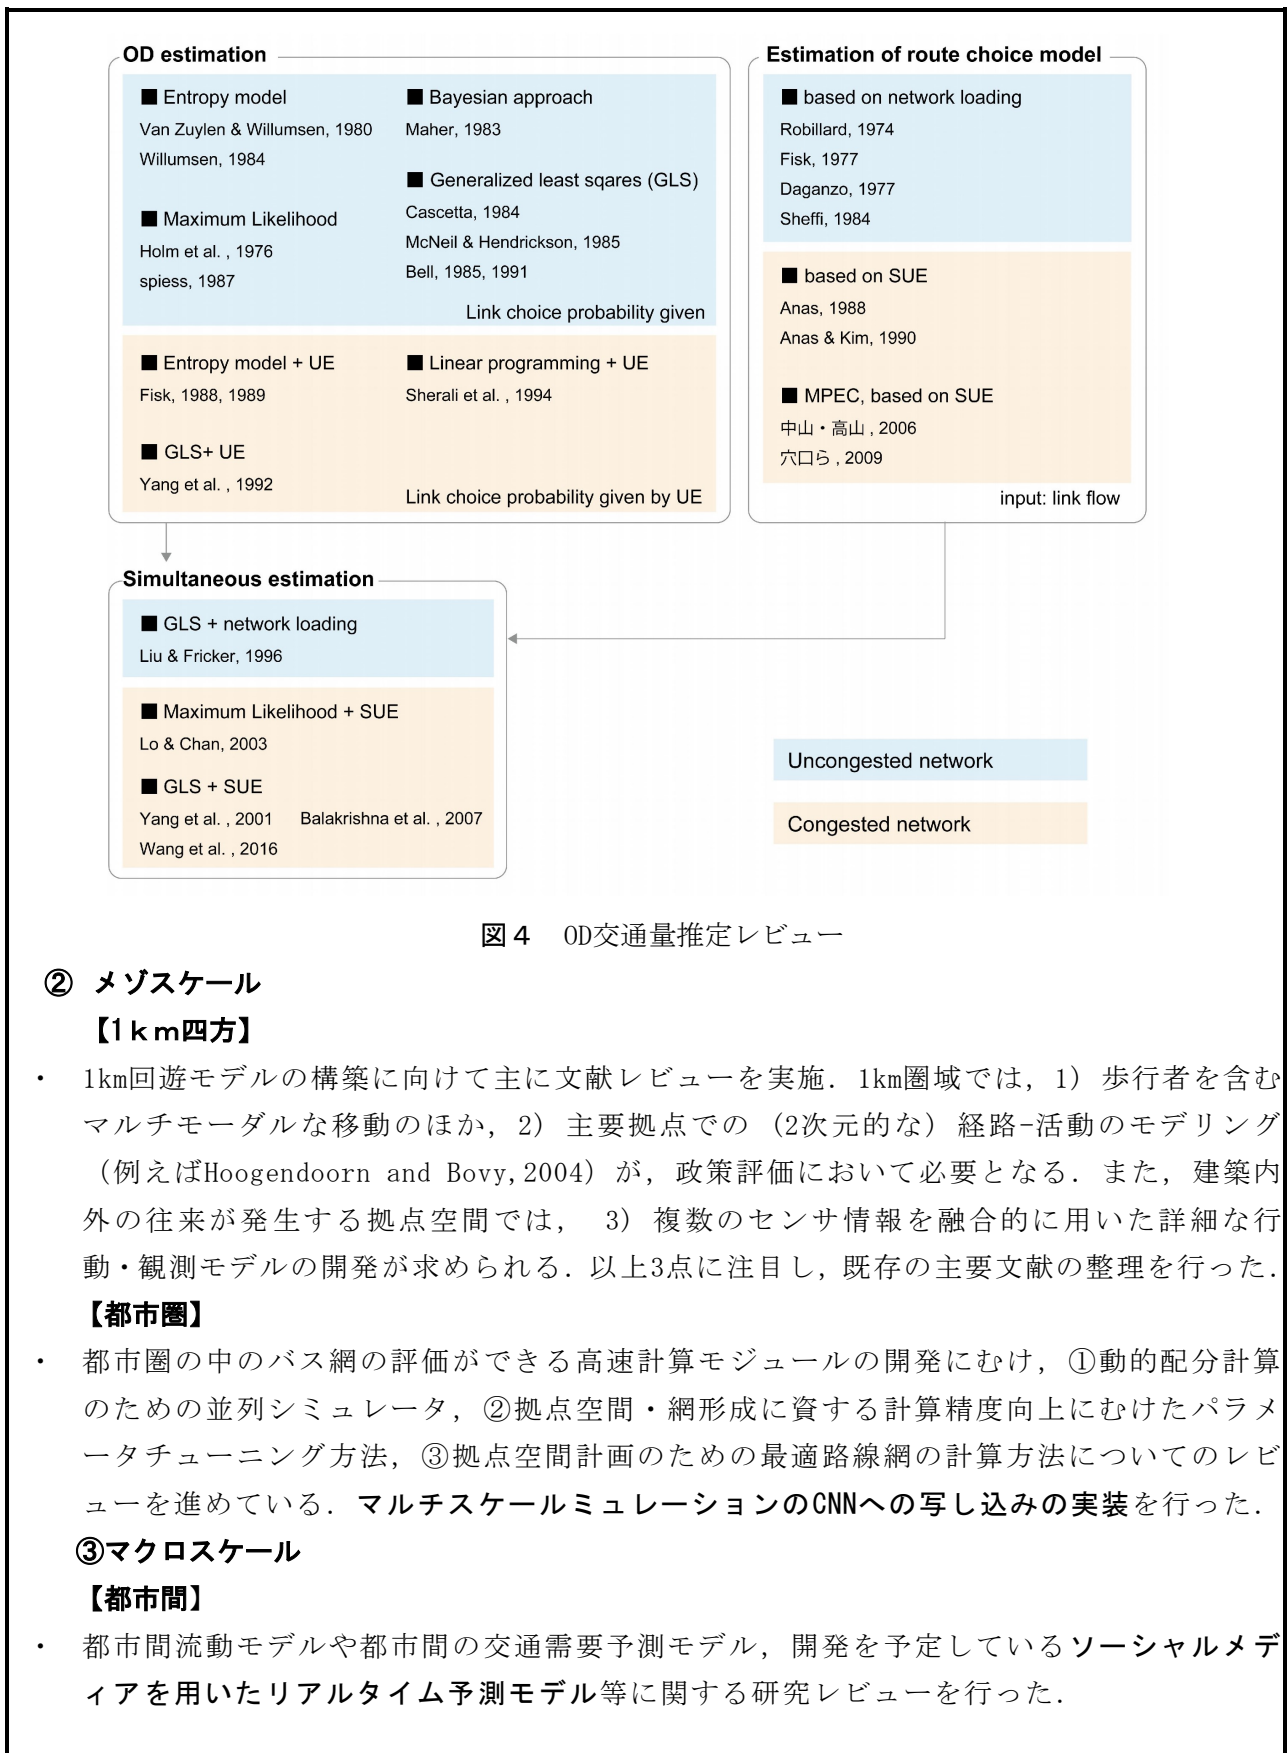 OD estimation
■ Entropy model
Van Zuylen & Willumsen, 1980
Willumsen, 1984
■ Maximum Likelihood
Holm et al. , 1976
spiess, 1987
■ Bayesian approach
Maher, 1983
■ Generalized least sqares (GLS)
Cascetta, 1984
McNeil & Hendrickson, 1985
Bell, 1985, 1991
Link choice probability given
■ Entropy model + UE
Fisk, 1988, 1989
■ GLS+ UE
Yang et al. , 1992
■ Linear programming + UE
Sherali et al. , 1994
Link choice probability given by UE
Estimation of route choice model
■ based on network loading
Robillard, 1974
Fisk, 1977
Daganzo, 1977
Sheffi, 1984
■ based on SUE
Anas, 1988
Anas & Kim, 1990
■ MPEC, based on SUE
中山・高山 , 2006
穴口ら , 2009
input: link flow
Simultaneous estimation
■ GLS + network loading
Liu & Fricker, 1996
■ Maximum Likelihood + SUE
Lo & Chan, 2003
■ GLS + SUE
Yang et al. , 2001 Balakrishna et al. , 2007
Wang et al. , 2016
Uncongested network
Congested network
図４ OD交通量推定レビュー
② メゾスケール
【1ｋｍ四方】
・ 1km回遊モデルの構築に向けて主に文献レビューを実施．1km圏域では，1）歩行者を含む
マルチモーダルな移動のほか，2）主要拠点での（2次元的な）経路-活動のモデリング
（例えばHoogendoorn and Bovy,2004）が，政策評価において必要となる．また，建築内
外の往来が発生する拠点空間では， 3）複数のセンサ情報を融合的に用いた詳細な行
動・観測モデルの開発が求められる．以上3点に注目し，既存の主要文献の整理を行った．
【都市圏】
・ 都市圏の中のバス網の評価ができる高速計算モジュールの開発にむけ，①動的配分計算
のための並列シミュレータ，②拠点空間・網形成に資する計算精度向上にむけたパラメ
ータチューニング方法，③拠点空間計画のための最適路線網の計算方法についてのレビ
ューを進めている．マルチスケールミュレーションのCNNへの写し込みの実装を行った．
③マクロスケール
【都市間】
・ 都市間流動モデルや都市間の交通需要予測モデル，開発を予定しているソーシャルメデ
ィアを用いたリアルタイム予測モデル等に関する研究レビューを行った．